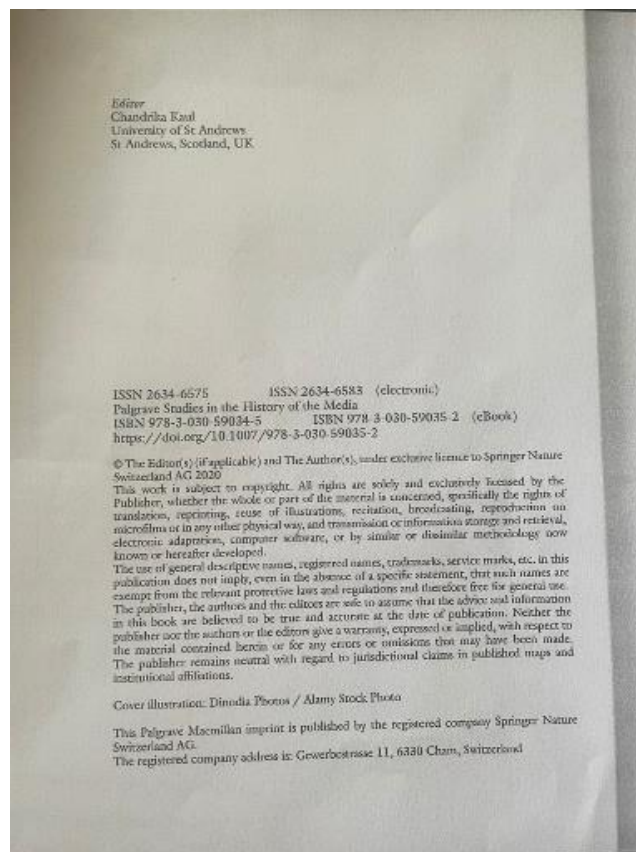 Editor
Chandrika Kaul
University of St Andrews
St Andrews, Scotland, UK
ISSN 2634-6575 ISSN 2634-6583 (electronic)
Palgrave Studies in the History of the Media
ISBN 978-3-030-59034-5 ISBN 978-3-030-59035-2 (eBook)
https://doi.org/10.1007/978-3-030-59035-2
© The Editor(s) (if applicable) and The Author(s), under exclusive licence to Springer Nature
Switzerland AG 2020
This work is subject to copyright. All rights are solely and exclusively licensed by the
Publisher, whether the whole or part of the material is concerned, specifically the rights of
translation, reprinting, reuse of illustrations, recitation, broadcasting, reproduction on
microfilms or in any other physical way, and transmission or information storage and retrieval,
electronic adaptation, computer software, or by similar or dissimilar methodology now
known or hereafter developed.
The use of general descriptive names, registered names, trademarks, service marks, etc. in this
publication does not imply, even in the absence of a specific statement, that such names are
exempt from the relevant protective laws and regulations and therefore free for general use.
The publisher, the authors and the editors are safe to assume that the advice and information
in this book are believed to be true and accurate at the date of publication. Neither the
publisher nor the authors or the editors give a warranty, expressed or implied, with respect to
the material contained herein or for any errors or omissions that may have been made.
The publisher remains neutral with regard to jurisdictional claims in published maps and
institutional affiliations.
Cover illustration: Dinodia Photos / Alamy Stock Photo
This Palgrave Macmillan imprint is published by the registered company Springer Nature
Switzerland AG.
The registered company address is: Gewerbestrasse 11, 6330 Cham, Switzerland